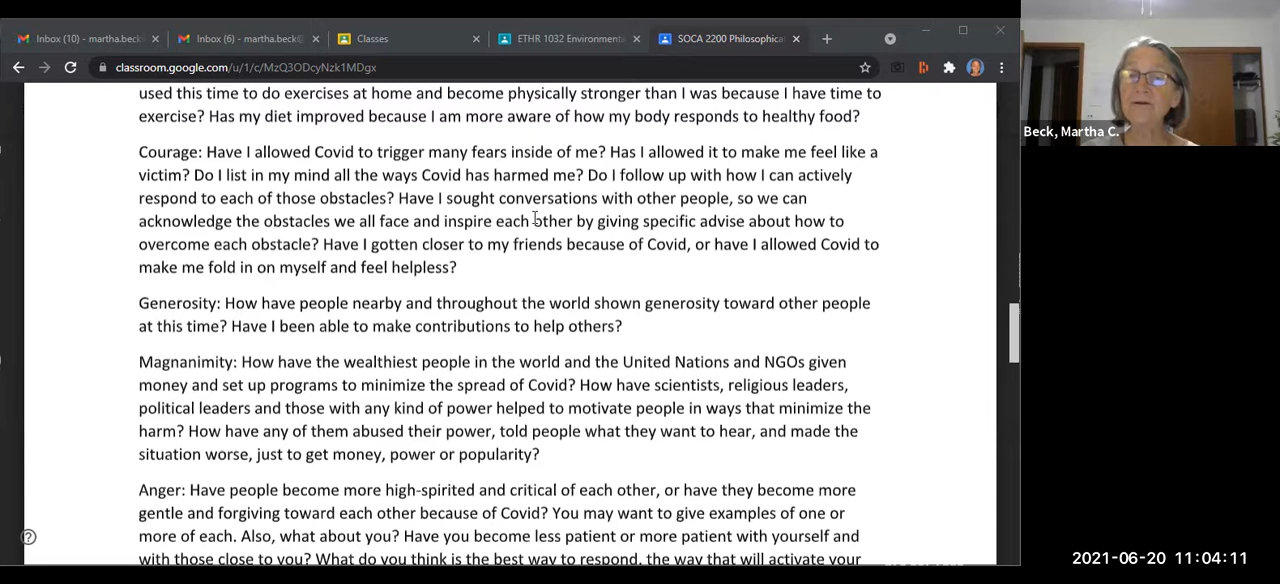 Inbox (10) - martha.beck
Inbox (6) - martha.beck@
Classes
ETHR 1032 Environment
SOCA 2200 Philosophica
classroom.google.com/u/1/c/MzQ3ODcyNzk1MDgx
Beck, Martha C.
used this time to do exercises at home and become physically stronger than I was because I have time to
exercise? Has my diet improved because I am more aware of how my body responds to healthy food?
Courage: Have I allowed Covid to trigger many fears inside of me? Has I allowed it to make me feel like a
victim? Do I list in my mind all the ways Covid has harmed me? Do I follow up with how I can actively
respond to each of those obstacles? Have I sought conversations with other people, so we can
acknowledge the obstacles we all face and inspire each other by giving specific advise about how to
overcome each obstacle? Have I gotten closer to my friends because of Covid, or have I allowed Covid to
make me fold in on myself and feel helpless?
Generosity: How have people nearby and throughout the world shown generosity toward other people
at this time? Have I been able to make contributions to help others?
Magnanimity: How have the wealthiest people in the world and the United Nations and NGOs given
money and set up programs to minimize the spread of Covid? How have scientists, religious leaders,
political leaders and those with any kind of power helped to motivate people in ways that minimize the
harm? How have any of them abused their power, told people what they want to hear, and made the
situation worse, just to get money, power or popularity?
Anger: Have people become more high-spirited and critical of each other, or have they become more
gentle and forgiving toward each other because of Covid? You may want to give examples of one or
more of each. Also, what about you? Have you become less patient or more patient with yourself and
with those close to you? What do you think is the best way to respond, the way that will activate your
2021-06-20 11:04:11